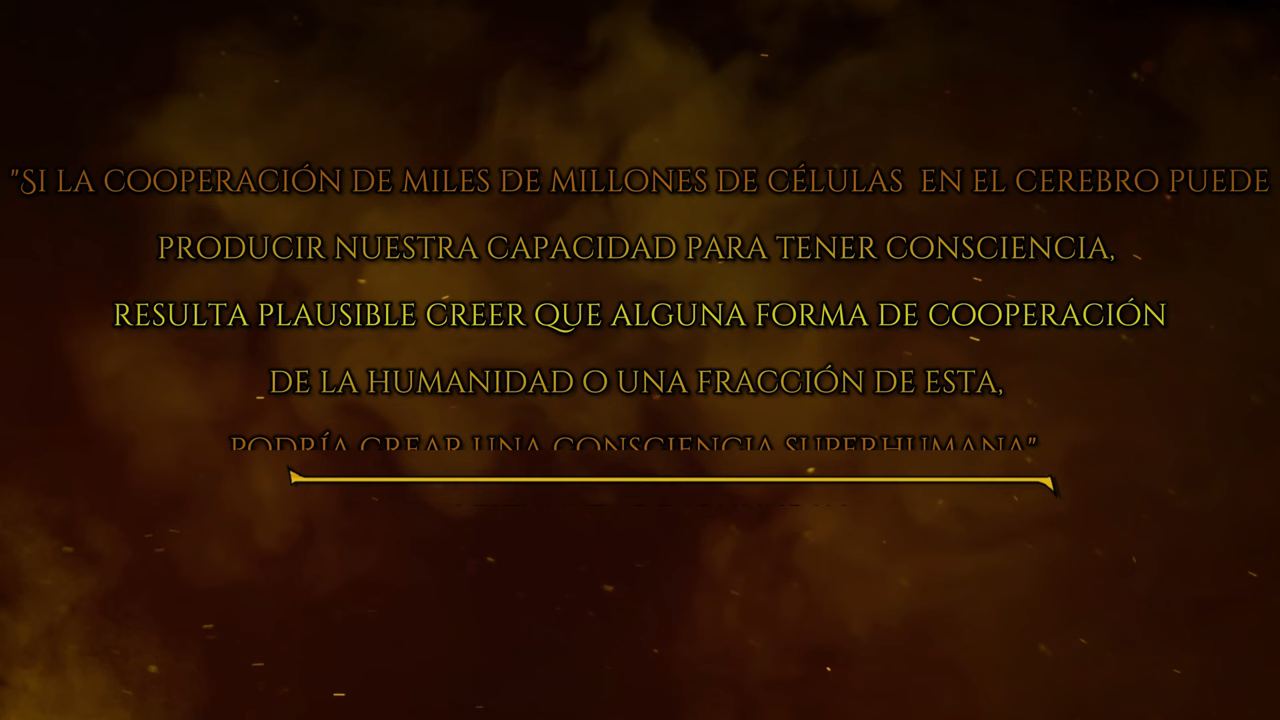 "SI LA COOPERACIÓN DE MILES DE MILLONES DE CÉLULAS EN EL CEREBRO PUEDE
PRODUCIR NUESTRA CAPACIDAD PARA TENER CONSCIENCIA,
RESULTA PLAUSIBLE CREER QUE ALGUNA FORMA DE COOPERACIÓN
DE LA HUMANIDAD O UNA FRACCIÓN DE ESTA,
PODRÍA CREAR UNA CONSCIENCIA SUPERHUMANA"